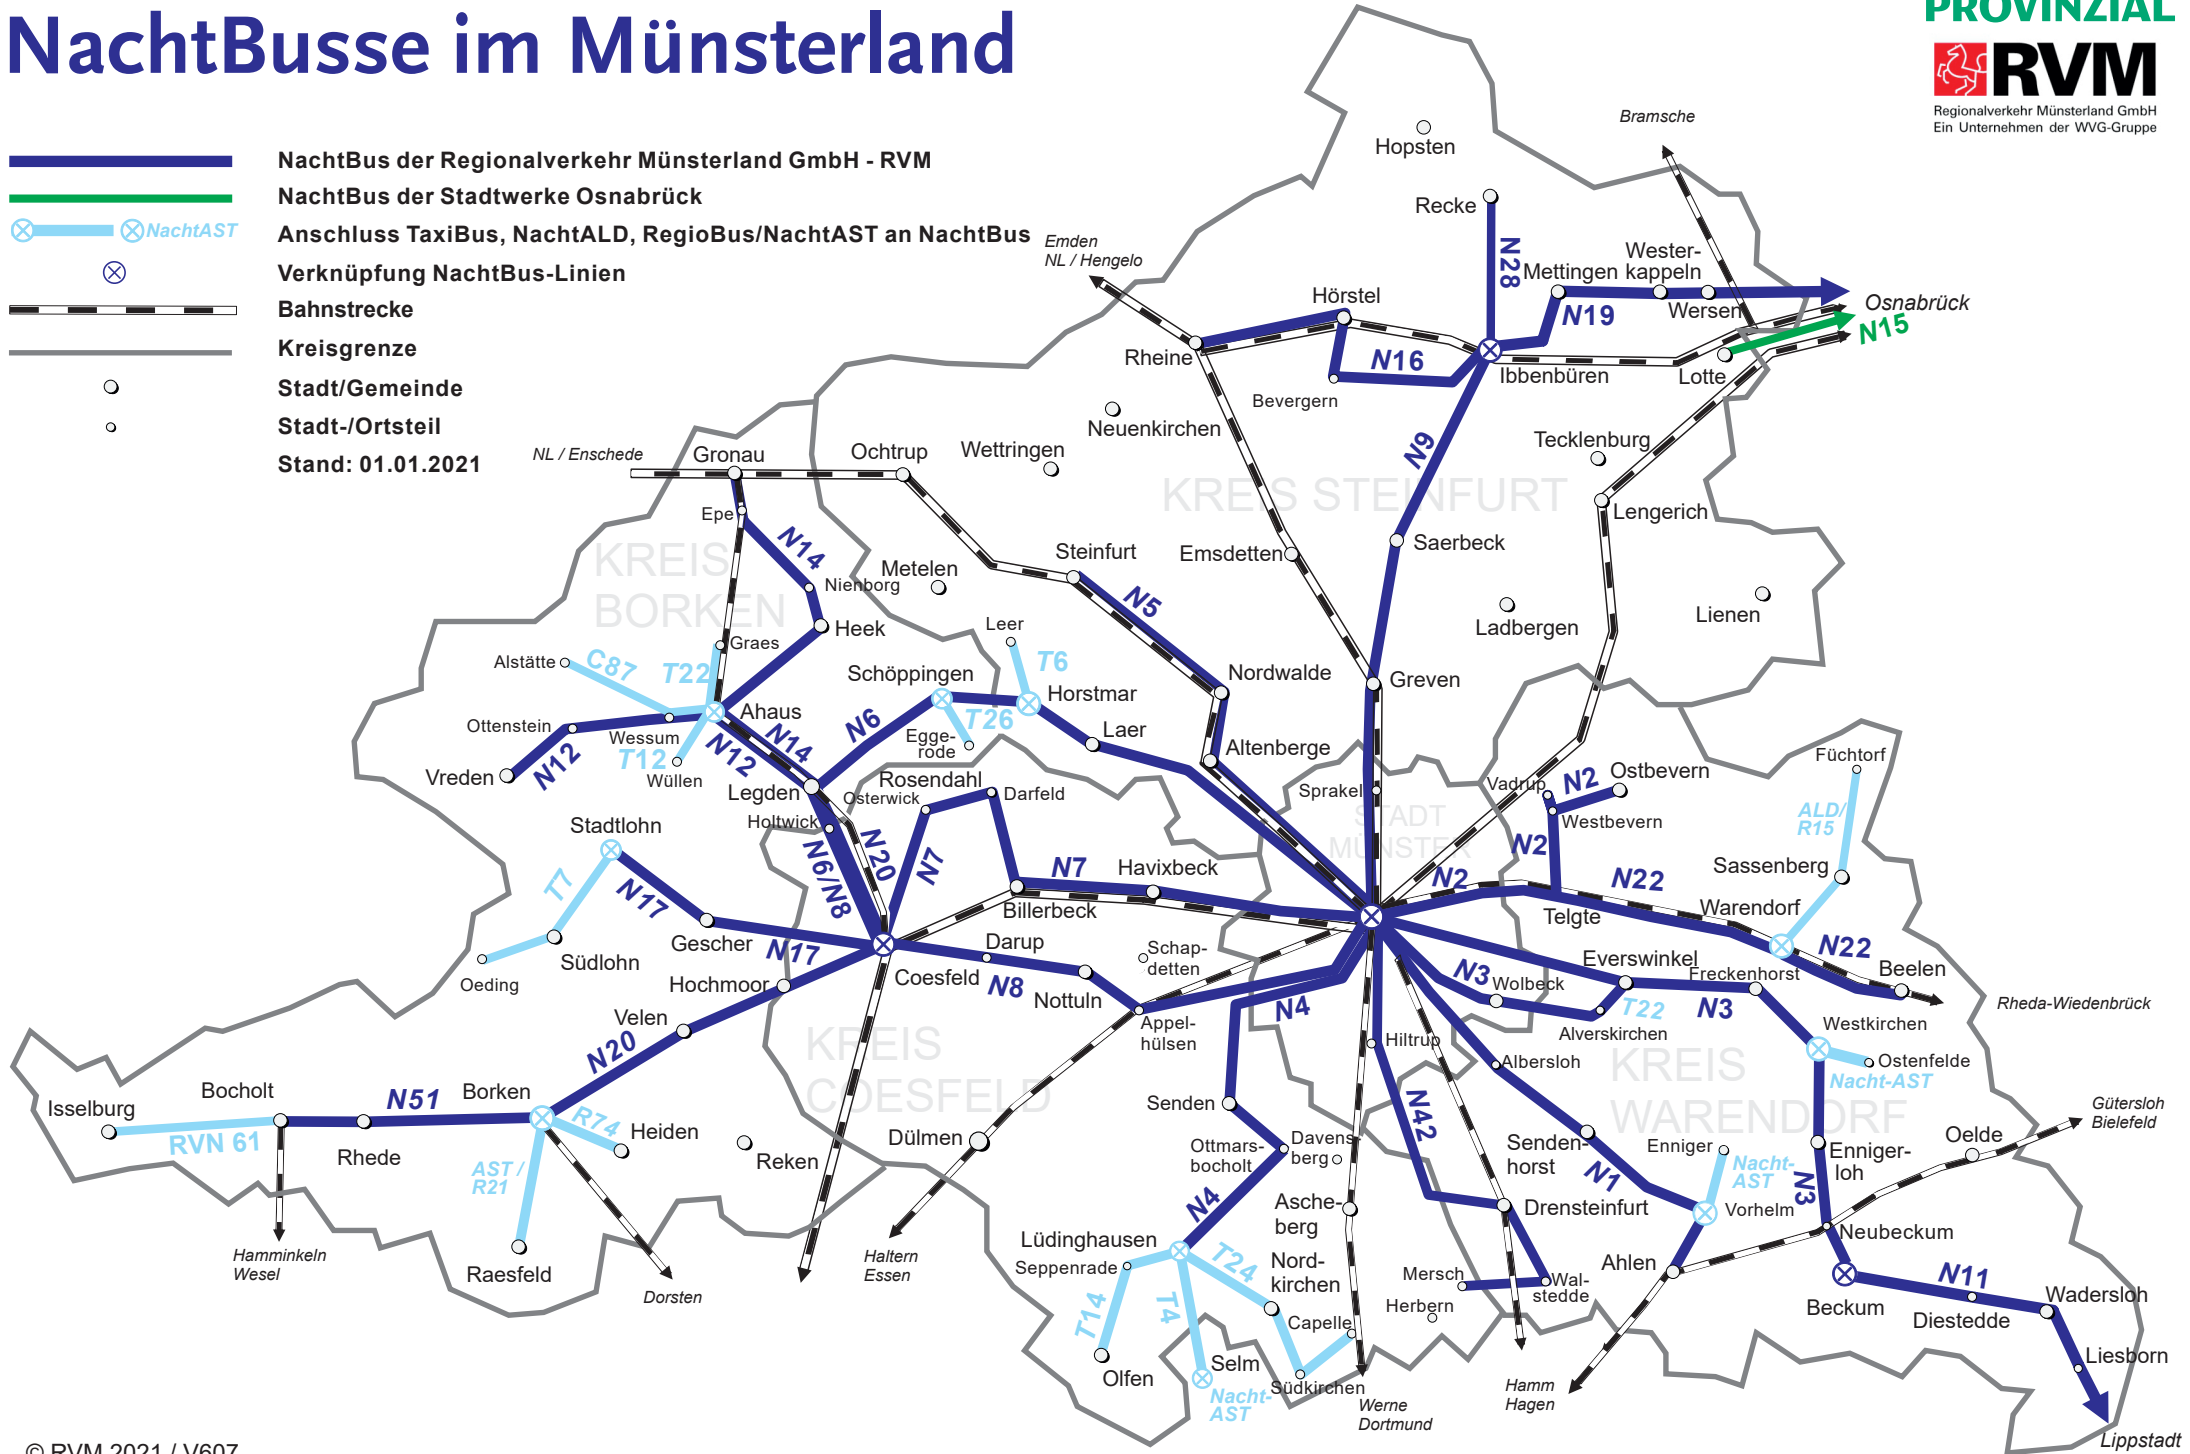 NachtBusse im Münsterland
PROVINZIAL
RVM
Regionalverkehr Münsterland GmbH
Ein Unternehmen der WVG-Gruppe
NachtBus der Regionalverkehr Münsterland GmbH - RVM
NachtBus der Stadtwerke Osnabrück
NachtAST
Anschluss TaxiBus, NachtALD, RegioBus/NachtAST an NachtBus
Verknüpfung NachtBus-Linien
Bahnstrecke
Kreisgrenze
Stadt/Gemeinde
Stadt-/Ortsteil
Stand: 01.01.2021
Bramsche
Hopsten
Recke
N28
Emden
NL / Hengelo
Wester-
kappeln
Mettingen
Wersen
N19
Osnabrück
N15
Hörstel
Rheine
N16
Bevergern
Ibbenbüren
Lotte
Neuenkirchen
N9
Tecklenburg
Wettringen
Ochtrup
Gronau
NL / Enschede
KREIS STEINFURT
Lengerich
Epe
N14
KREIS
BORKEN
Steinfurt
Emsdetten
Saerbeck
Metelen
Nienborg
N5
Lienen
Ladbergen
Heek
Leer
Graes
Alstätte
C87
T22
Schöppingen
T6
Horstmar
Nordwalde
Greven
Ottenstein
Wessum
Ahaus
N14
N6
T26
Laer
Egge-
rode
Altenberge
T12
Wüllen
N12
Vreden
N12
Legden
Rosendahl
Osterwick
Darfeld
Sprakel
STADT
MÜNSTER
Vadrup
N2
Ostbevern
Westbevern
Füchtorf
ALD/
R15
Holtwick
N20
N6/N8
N7
Stadtlohn
T7
N17
N7
Havixbeck
N2
N2
N22
Sassenberg
Billerbeck
Telgte
Warendorf
Gescher
N17
Südlohn
Oeding
Darup
Schap-
detten
Everswinkel
N22
Beelen
Freckenhorst
Coesfeld
N8
Nottuln
N3
Wolbeck
Hochmoor
Velen
N20
N4
Appel-
hülsen
T22
N3
Alverskirchen
Rheda-Wiedenbrück
Westkirchen
Hiltrup
KREIS
COESFELD
Albersloh
KREIS
WARENDORF
Ostenfelde
Nacht-AST
Bocholt
Borken
N51
Isselburg
RVN 61
Rhede
R74
Heiden
Reken
AST /
R21
Raesfeld
Hamminkeln
Wesel
Dorsten
Dülmen
Haltern
Essen
Senden
Ottmars-
bocholt
Davens-
berg
N42
Senden-
horst
Enniger
Nacht-
AST
N1
Vorhelm
Enniger-
loh
N3
Oelde
Gütersloh
Bielefeld
N4
Asche-
berg
Drensteinfurt
Neubeckum
Lüdinghausen
Seppenrade
T24
Nord-
kirchen
T14
T4
Capelle
Mersch
Herbern
Wal-
stedde
Ahlen
Beckum
N11
Diestedde
Wadersloh
Liesborn
Olfen
Selm
Nacht-
AST
Südkirchen
Werne
Dortmund
Hamm
Hagen
Lippstadt
© RVM 2021 / V607